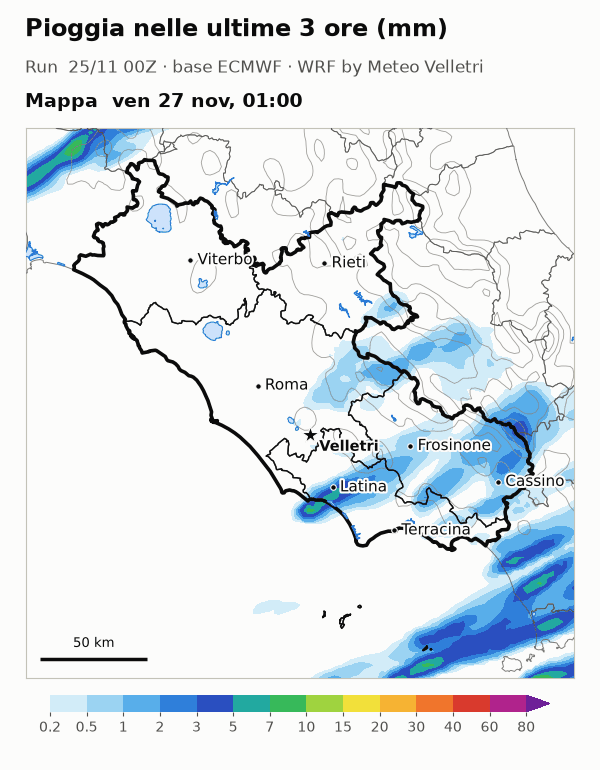 Pioggia nelle ultime 3 ore (mm)
Run  25/11 00Z · base ECMWF · WRF by Meteo Velletri
Mappa  ven 27 nov, 01:00
Viterbo
Rieti
Roma
Velletri
Frosinone
Latina
Cassino
Terracina
50 km
0.2 0.5 1 2 3 5 7 10 15 20 30 40 60 80